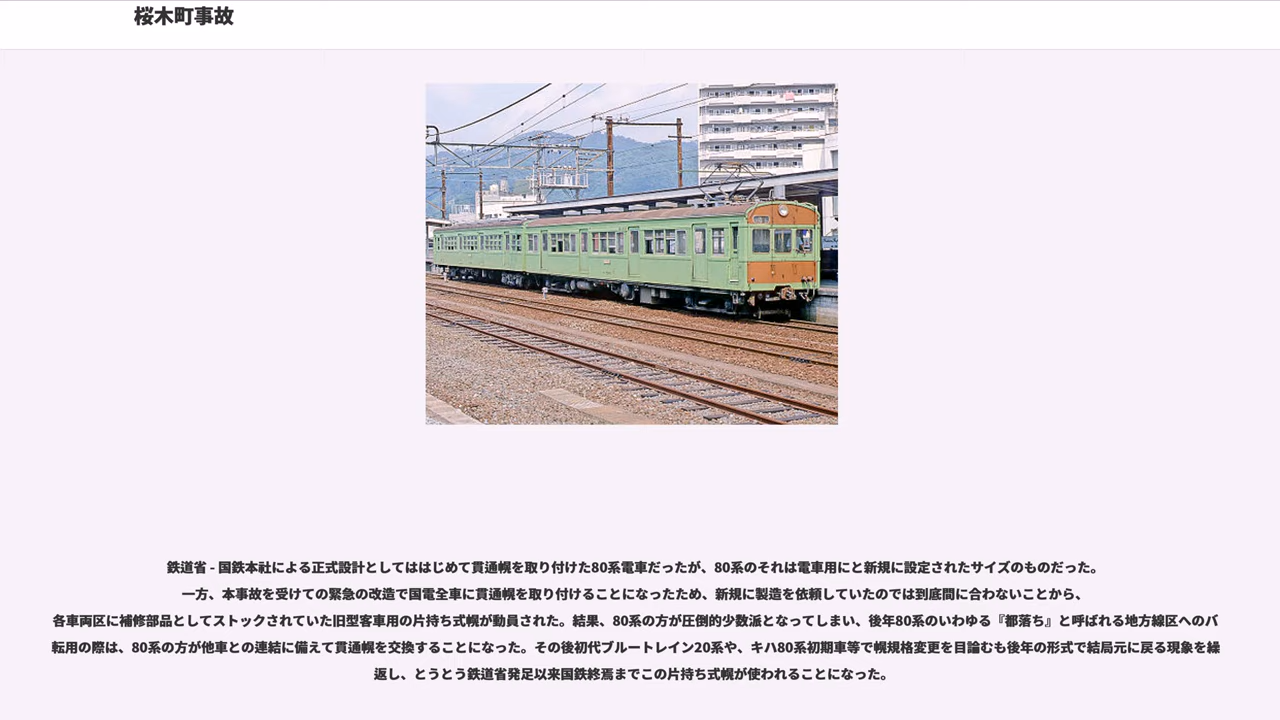 桜木町事故
鉄道省 - 国鉄本社による正式設計としてははじめて貫通幌を取り付けた80系電車だったが、80系のそれは電車用にと新規に設定されたサイズのものだった。
一方、本事故を受けての緊急の改造で国電全車に貫通幌を取り付けることになったため、新規に製造を依頼していたのでは到底間に合わないことから、
各車両区に補修部品としてストックされていた旧型客車用の片持ち式幌が動員された。結果、80系の方が圧倒的少数派となってしまい、後年80系のいわゆる『都落ち』と呼ばれる地方線区へのバ
転用の際は、80系の方が他車との連結に備えて貫通幌を交換することになった。その後初代ブルートレイン20系や、キハ80系初期車等で幌規格変更を目論むも後年の形式で結局元に戻る現象を繰
返し、とうとう鉄道省発足以来国鉄終焉までこの片持ち式幌が使われることになった。